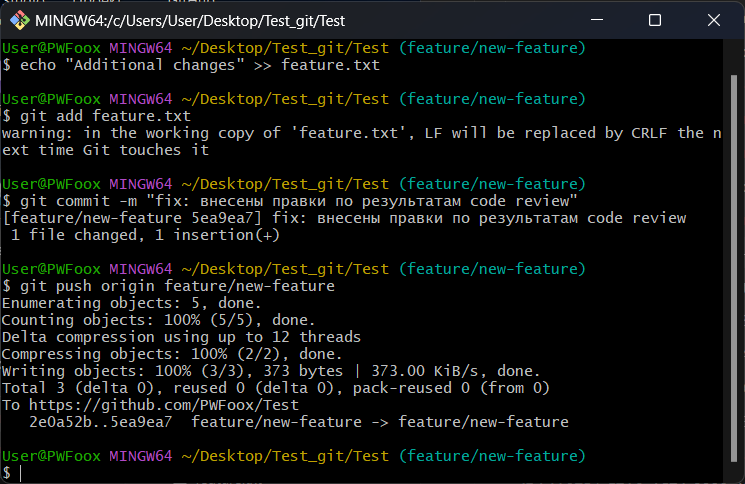 MINGW64:/c/Users/User/Desktop/Test_git/Test
User@PWFoox MINGW64 ~/Desktop/Test_git/Test (feature/new-feature)
$ echo "Additional changes" >> feature.txt
User@PWFoox MINGW64 ~/Desktop/Test_git/Test (feature/new-feature)
$ git add feature.txt
warning: in the working copy of 'feature.txt', LF will be replaced by CRLF the n
ext time Git touches it
User@PWFoox MINGW64 ~/Desktop/Test_git/Test (feature/new-feature)
$ git commit -m "fix: внесены правки по результатам code review"
[feature/new-feature 5ea9ea7] fix: внесены правки по результатам code review
1 file changed, 1 insertion(+)
User@PWFoox MINGW64 ~/Desktop/Test_git/Test (feature/new-feature)
$ git push origin feature/new-feature
Enumerating objects: 5, done.
Counting objects: 100% (5/5), done.
Delta compression using up to 12 threads
Compressing objects: 100% (2/2), done.
Writing objects: 100% (3/3), 373 bytes | 373.00 KiB/s, done.
Total 3 (delta 0), reused 0 (delta 0), pack-reused 0 (from 0)
To https://github.com/PWFoox/Test
2e0a52b..5ea9ea7  feature/new-feature -> feature/new-feature
User@PWFoox MINGW64 ~/Desktop/Test_git/Test (feature/new-feature)
$